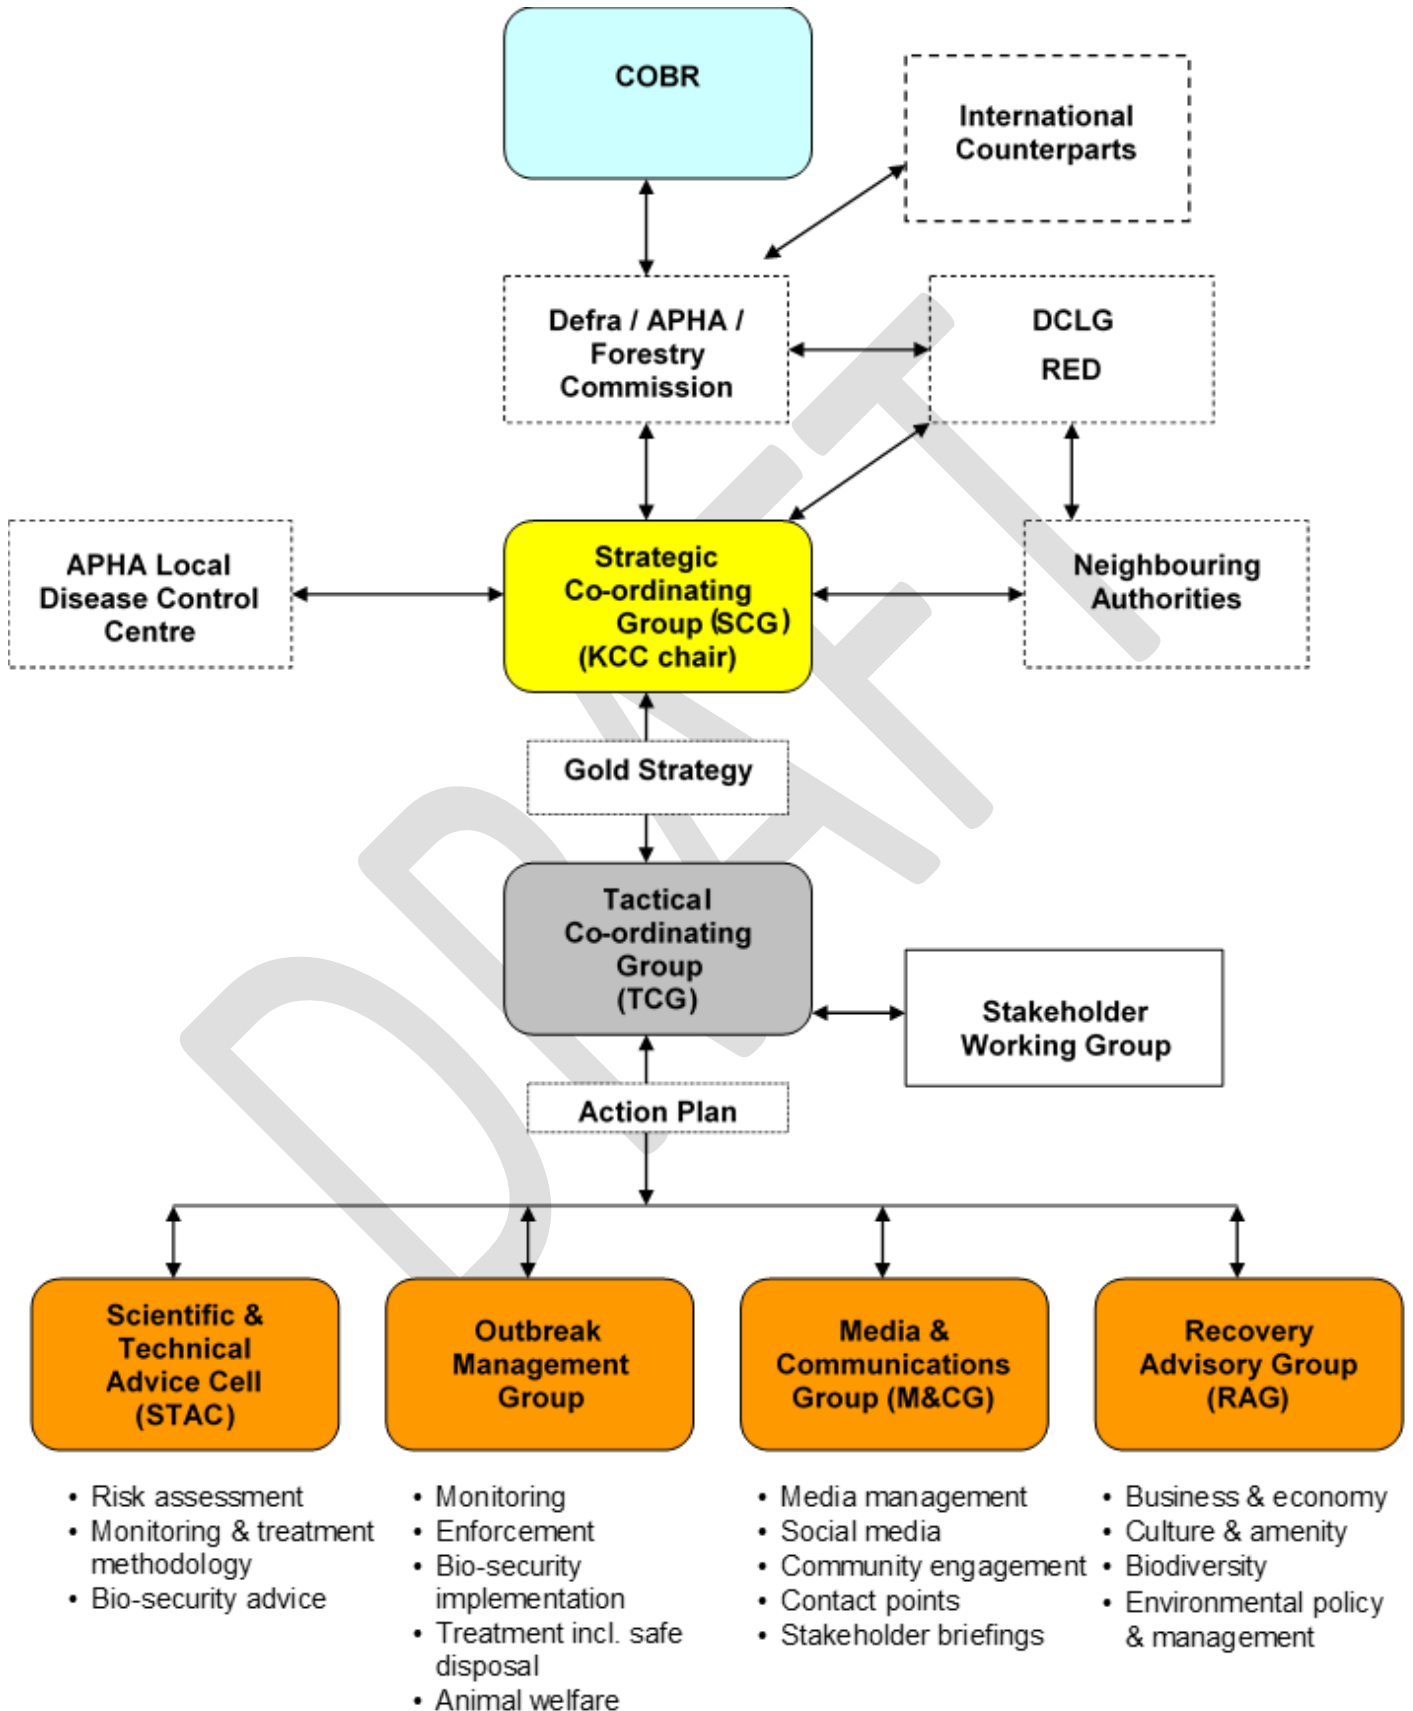 COBR
International
Counterparts
Defra / APHA /
Forestry
Commission
DCLG
RED
APHA Local
Disease Control
Centre
Strategic
Co-ordinating
Group (SCG)
(KCC chair)
Neighbouring
Authorities
Gold Strategy
Tactical
Co-ordinating
Group
(TCG)
Stakeholder
Working Group
Action Plan
Scientific &
Technical
Advice Cell
(STAC)
Outbreak
Management
Group
Media &
Communications
Group (M&CG)
Recovery
Advisory Group
(RAG)
• Risk assessment
• Monitoring & treatment
methodology
• Bio-security advice
• Monitoring
• Enforcement
• Bio-security
implementation
• Treatment incl. safe
disposal
• Animal welfare
• Media management
• Social media
• Community engagement
• Contact points
• Stakeholder briefings
• Business & economy
• Culture & amenity
• Biodiversity
• Environmental policy
& management
DRAFT